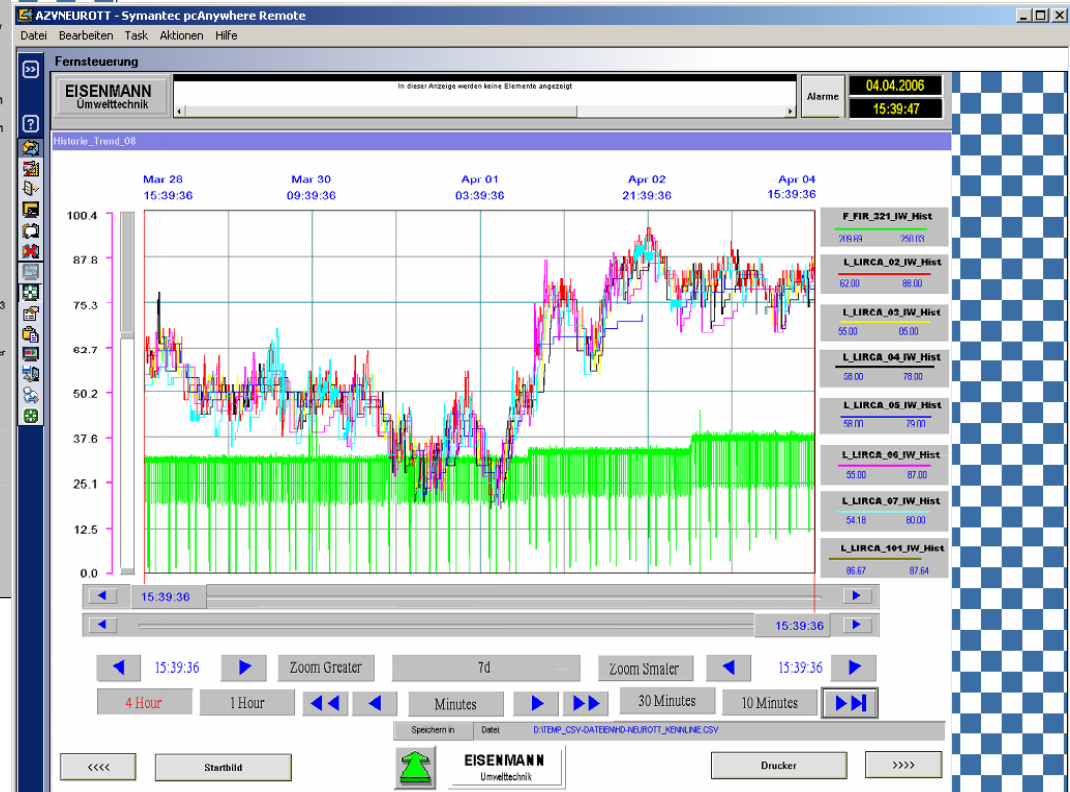 AZVNEUROTT - Symantec pcAnywhere Remote
Datei Bearbeiten Task Aktionen Hilfe
Fernsteuerung
EISENMANN
Umwelttechnik
In dieser Anzeige werden keine Elemente angezeigt
Alarme
04.04.2006
15:39:47
Historie_Trend_08
Mar 28 Mar 30 Apr 01 Apr 02 Apr 04
15:39:36 09:39:36 03:39:36 21:39:36 15:39:36
100.4
87.8
75.3
62.7
50.2
37.6
25.1
12.5
0.0
F_FIR_321_IW_Hist
209.69 250.03
L_LIRCA_02_IW_Hist
62.00 88.00
L_LIRCA_03_IW_Hist
55.00 85.00
L_LIRCA_04_IW_Hist
58.00 78.00
L_LIRCA_05_IW_Hist
58.00 79.00
L_LIRCA_06_IW_Hist
55.00 87.00
L_LIRCA_07_IW_Hist
54.18 80.00
L_LIRCA_101_IW_Hist
86.67 87.64
15:39:36
15:39:36
15:39:36 Zoom Greater 7d Zoom Smaler 15:39:36
4 Hour 1 Hour Minutes 30 Minutes 10 Minutes
Speichern in Datei: D:\TEMP_CSV-DATEIEN\HD-NEUROTT_KENNLINIE.CSV
<<<< Startbild EISENMANN Drucker >>>>
Umwelttechnik